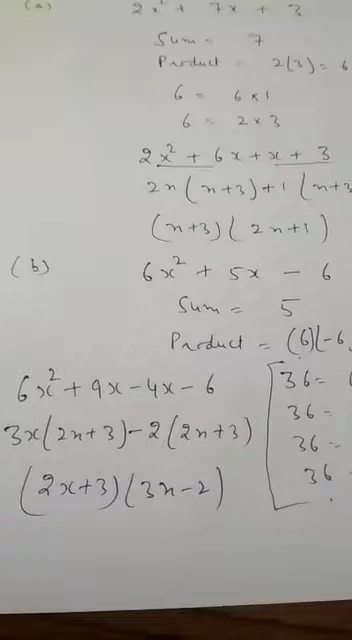 (a) 2x² + 7x + 3
Sum = 7
Product = 2(3) = 6
6 = 6 x 1
6 = 2 x 3
2x² + 6x + x + 3
2x(x+3)+1(x+3
(x+3)(2x+1)
(b) 6x² + 5x - 6
Sum = 5
Product = (6)(-6
6x² + 9x - 4x - 6
3x(2x+3)-2(2x+3)
(2x+3)(3x-2)
36 =
36 =
36 =
36